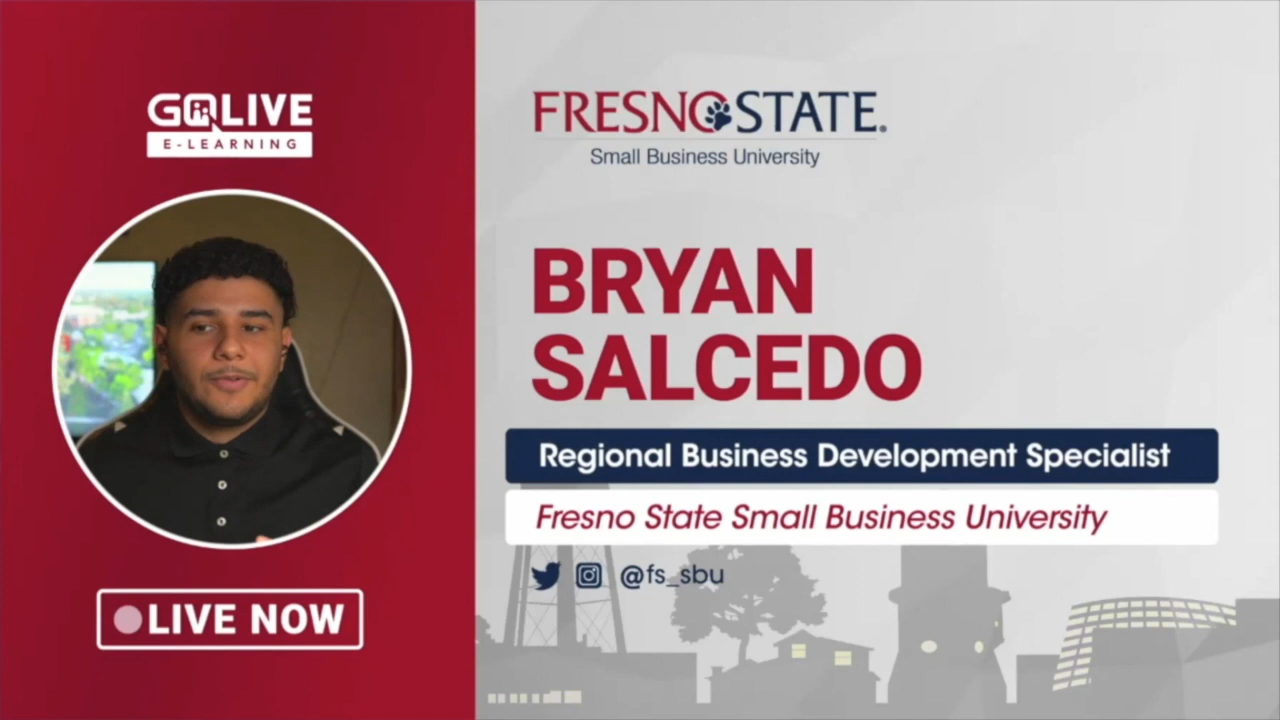 GOLIVE
E-LEARNING
LIVE NOW
FRESNO STATE®
Small Business University
BRYAN
SALCEDO
Regional Business Development Specialist
Fresno State Small Business University
@fs_sbu